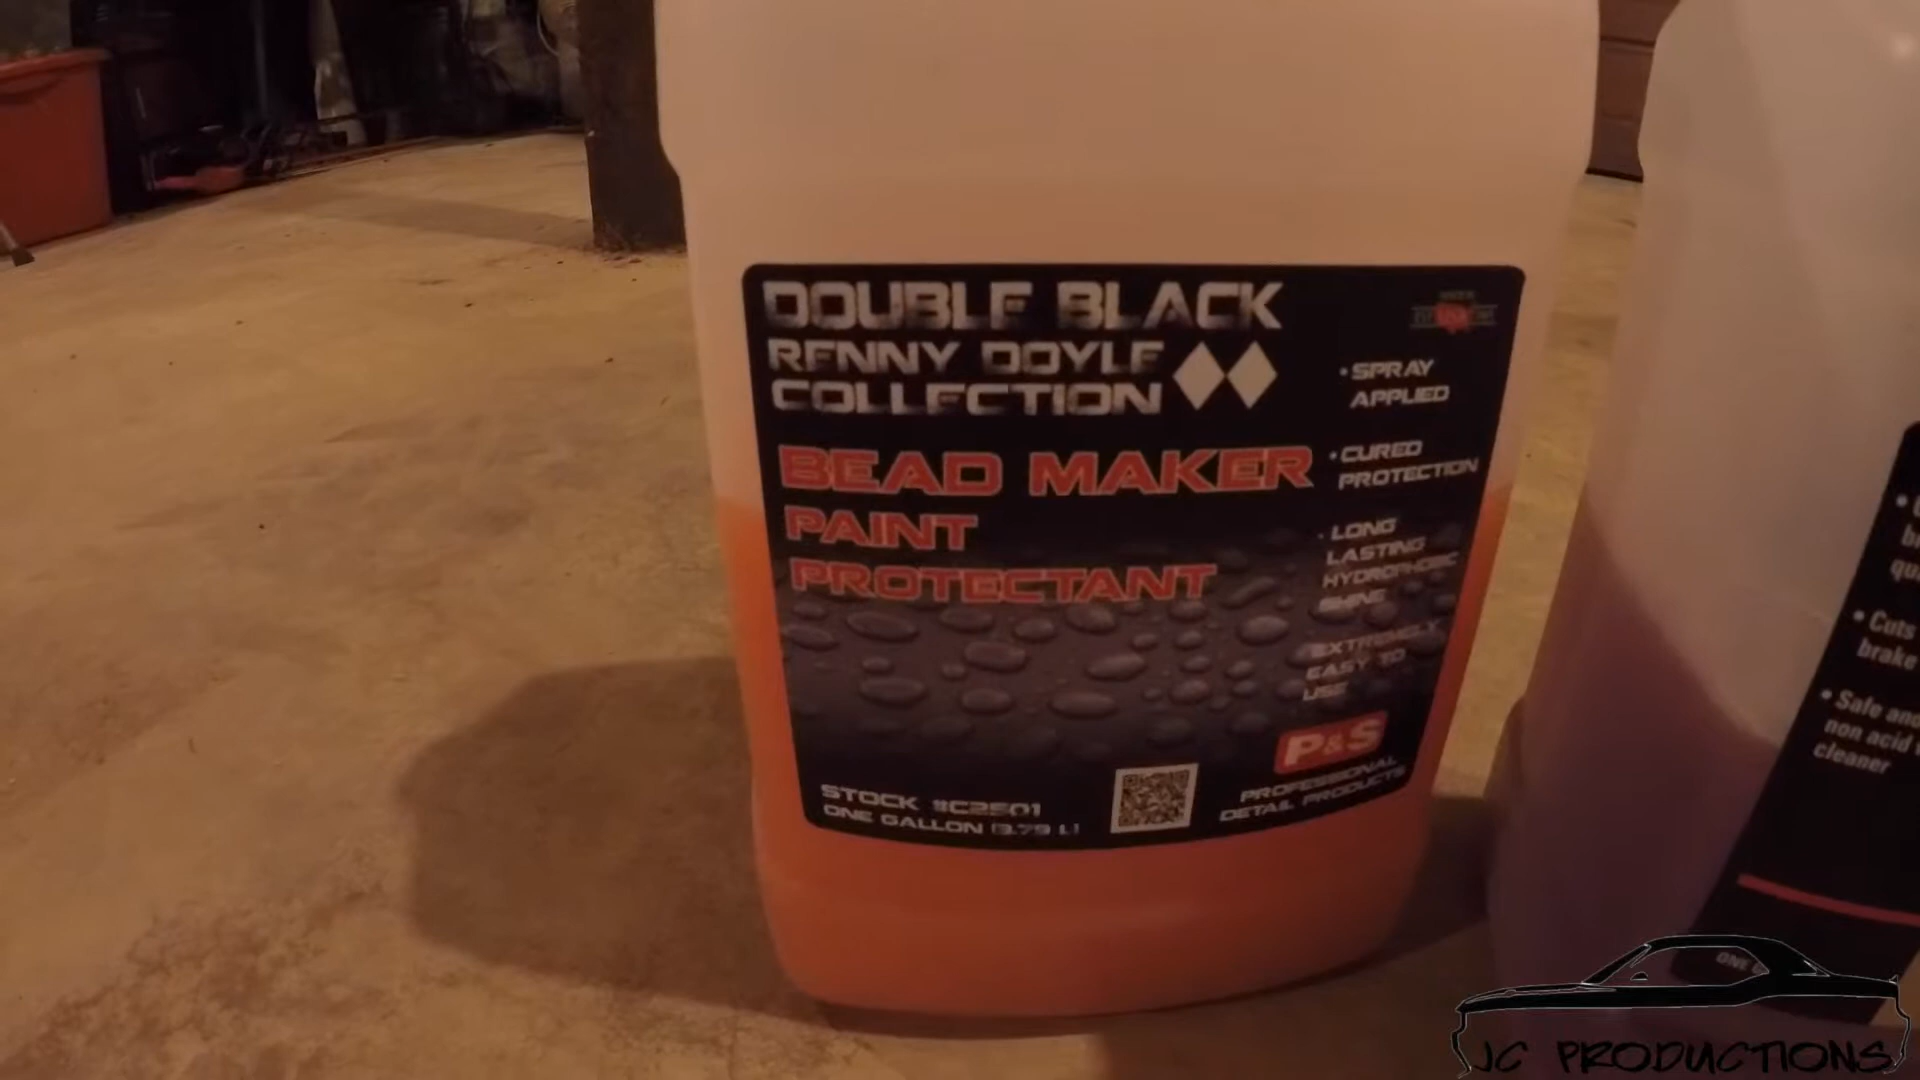 DOUBLE BLACK
RENNY DOYLE
COLLECTION
BEAD MAKER
PAINT
PROTECTANT
• SPRAY
APPLIED
• CURED
PROTECTION
• LONG
LASTING
HYDROPHOBIC
SHINE
EXTREMELY
EASY TO
USE
P&S
PROFESSIONAL
DETAIL PRODUCTS
STOCK #C2501
ONE GALLON (3.79 L)
• Cuts
brake
• Safe and
non acid
cleaner
ONE
JC PRODUCTIONS